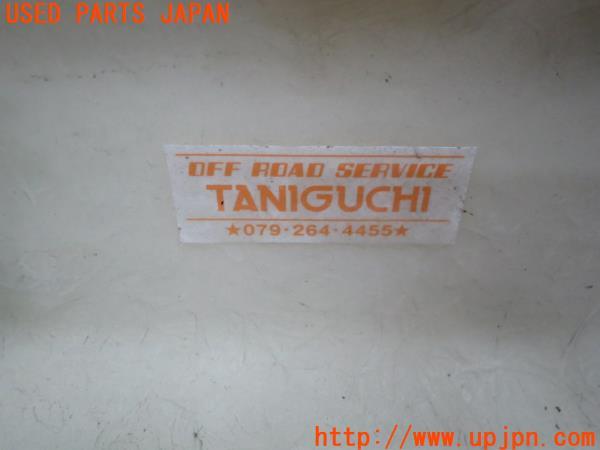 USED PARTS JAPAN
OFF ROAD SERVICE
TANIGUCHI
★079・264・4455★
http://www.upjpn.com